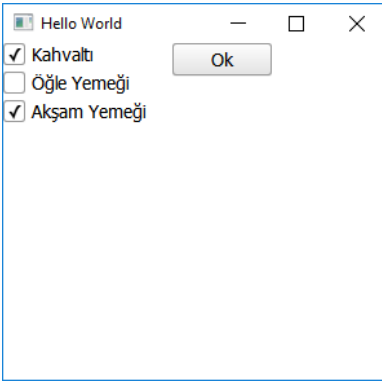 Hello World
Kahvaltı
Ok
Öğle Yemeği
Akşam Yemeği